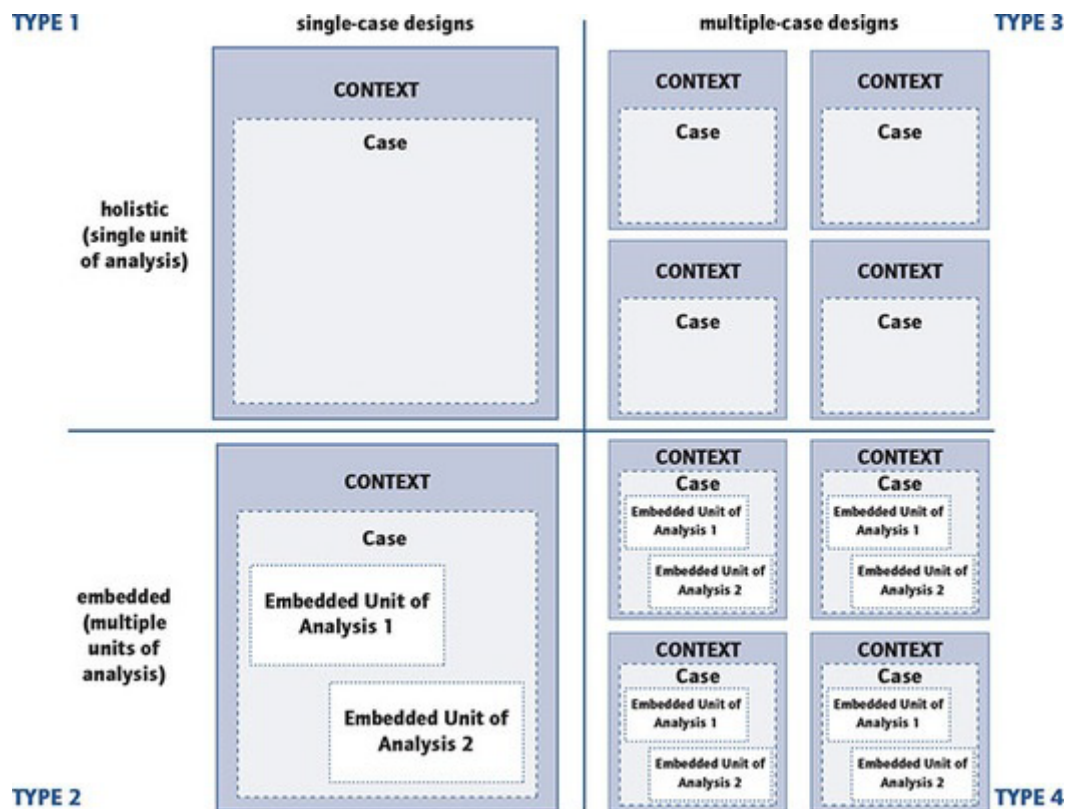 TYPE 1
single-case designs
multiple-case designs
TYPE 3
CONTEXT
Case
holistic
(single unit
of analysis)
CONTEXT
Case
CONTEXT
Case
CONTEXT
Case
CONTEXT
Case
embedded
(multiple
units of
analysis)
CONTEXT
Case
Embedded Unit of
Analysis 1
Embedded Unit of
Analysis 2
CONTEXT
Case
Embedded Unit of
Analysis 1
Embedded Unit of
Analysis 2
CONTEXT
Case
Embedded Unit of
Analysis 1
Embedded Unit of
Analysis 2
CONTEXT
Case
Embedded Unit of
Analysis 1
Embedded Unit of
Analysis 2
CONTEXT
Case
Embedded Unit of
Analysis 1
Embedded Unit of
Analysis 2
TYPE 2
TYPE 4